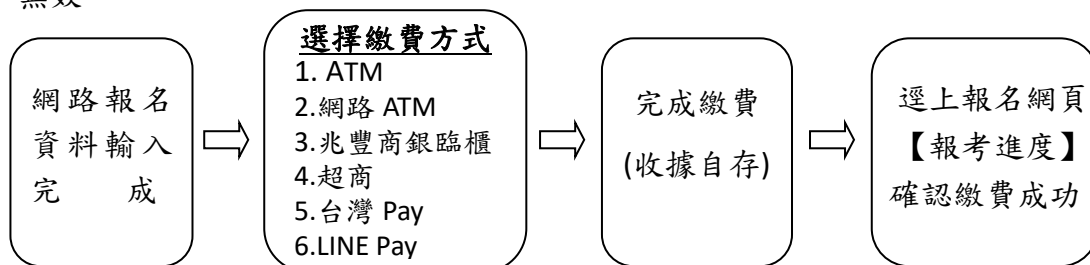 網路報名
資料輸入
完成
選擇繳費方式
1. ATM
2.網路 ATM
3.兆豐商銀臨櫃
4.超商
5.台灣 Pay
6.LINE Pay
完成繳費
(收據自存)
逕上報名網頁
【報考進度】
確認繳費成功